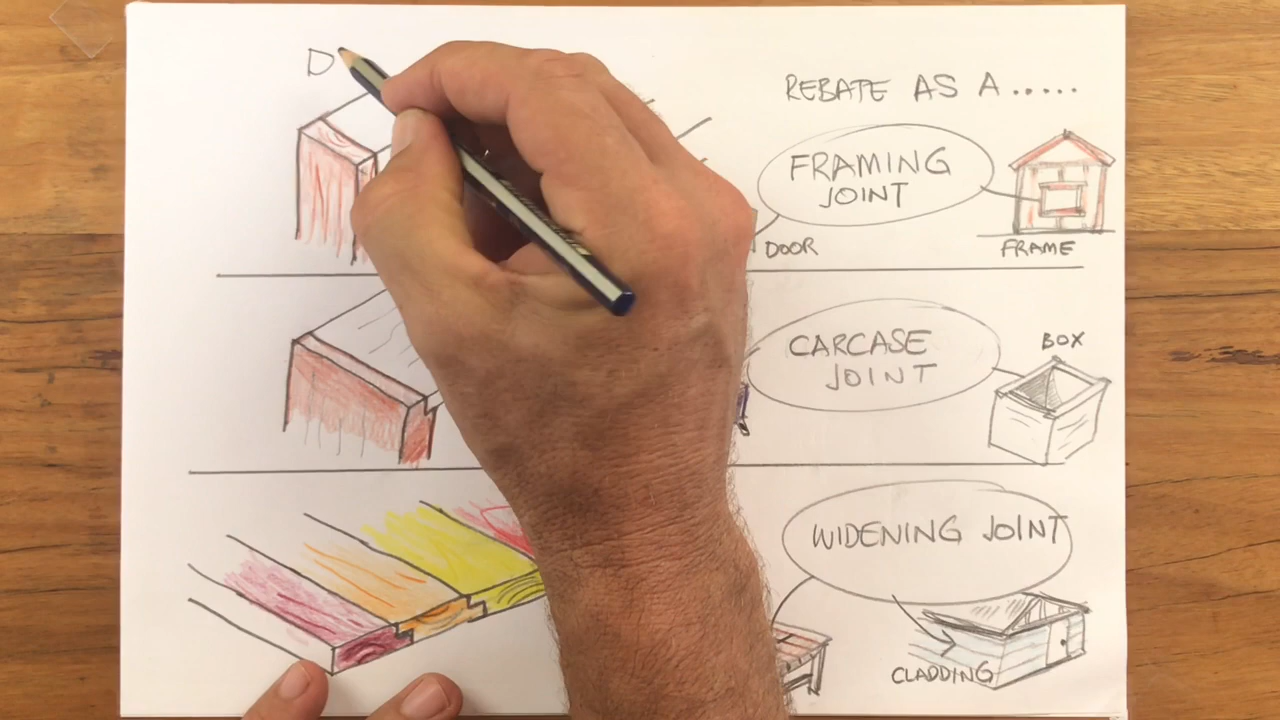 D
REBATE AS A.....
FRAMING
JOINT
DOOR
FRAME
CARCASE
JOINT
BOX
WIDENING JOINT
CLADDING